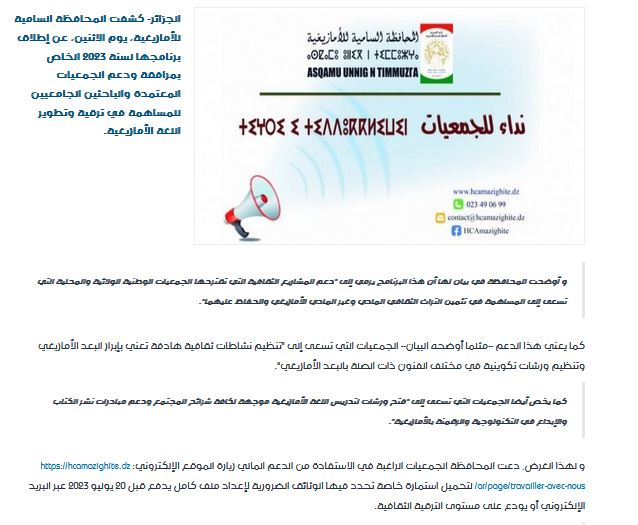 الجزائر- كشفت المحافظة السامية
للأمازيغية، يوم الاثنين، عن إطلاق
برنامجها لسنة 2023 الخاص
بمرافقة ودعم الجمعيات
المعتمدة والباحثين الجامعيين
للمساهمة في ترقية وتطوير
اللغة الأمازيغية.
المحافظة السامية للأمازيغية
ASQAMU UNNIG N TIMMUZΓA
نداء للجمعيات
www.hcamazighite.dz
023 49 06 99
contact@hcamazighite.dz
HCAmazighite
و أوضحت المحافظة في بيان لها أن هذا البرنامج يرمي إلى "دعم المشاريع الثقافية التي تقترحها الجمعيات الوطنية الولائية والمحلية التي
تسعى إلى المساهمة في تثمين التراث الثقافي المادي وغير المادي الأمازيغي والحفاظ عليهما".
كما يعني هذا الدعم --مثلما أوضحه البيان-- الجمعيات التي تسعى إلى "تنظيم نشاطات ثقافية هادفة تعني بإبراز البعد الأمازيغي
وتنظيم ورشات تكوينية في مختلف الفنون ذات الصلة بالبعد الأمازيغي".
كما يخص أيضا الجمعيات التي تسعى إلى "فتح ورشات لتدريس اللغة الأمازيغية موجهة لكافة شرائح المجتمع ودعم مبادرات نشر الكتاب
والإبداع في التكنولوجية والرقمنة بالأمازيغية".
و لهذا الغرض، دعت المحافظة الجمعيات الراغبة في الاستفادة من الدعم المالي زيارة الموقع الإلكتروني: https://hcamazighite.dz
/ar/page/travailler-avec-nous لتحميل استمارة خاصة تحدد فيها الوثائق الضرورية لإعداد ملف كامل يدفع قبل 20 يونيو 2023 عبر البريد
الإلكتروني أو يودع على مستوى الترقية الثقافية.